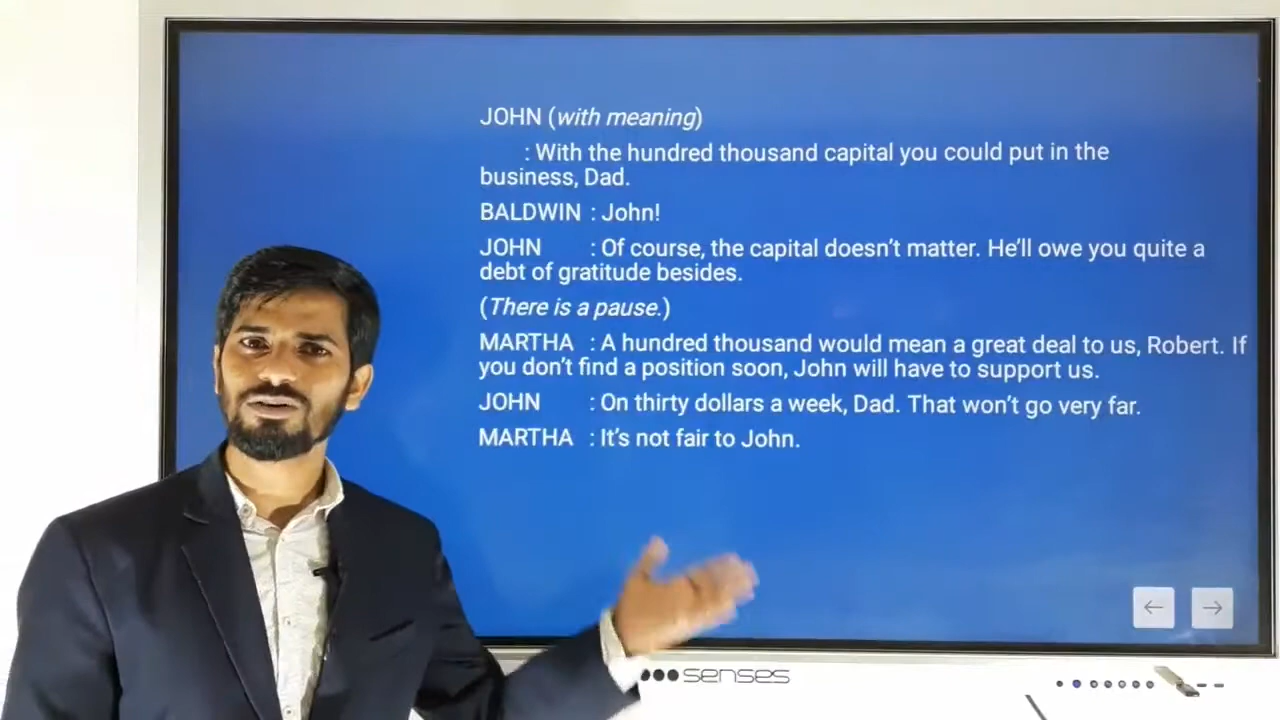 JOHN (with meaning)
: With the hundred thousand capital you could put in the
business, Dad.
BALDWIN : John!
JOHN : Of course, the capital doesn't matter. He'll owe you quite a
debt of gratitude besides.
(There is a pause.)
MARTHA : A hundred thousand would mean a great deal to us, Robert. If
you don't find a position soon, John will have to support us.
JOHN : On thirty dollars a week, Dad. That won't go very far.
MARTHA : It's not fair to John.
senses